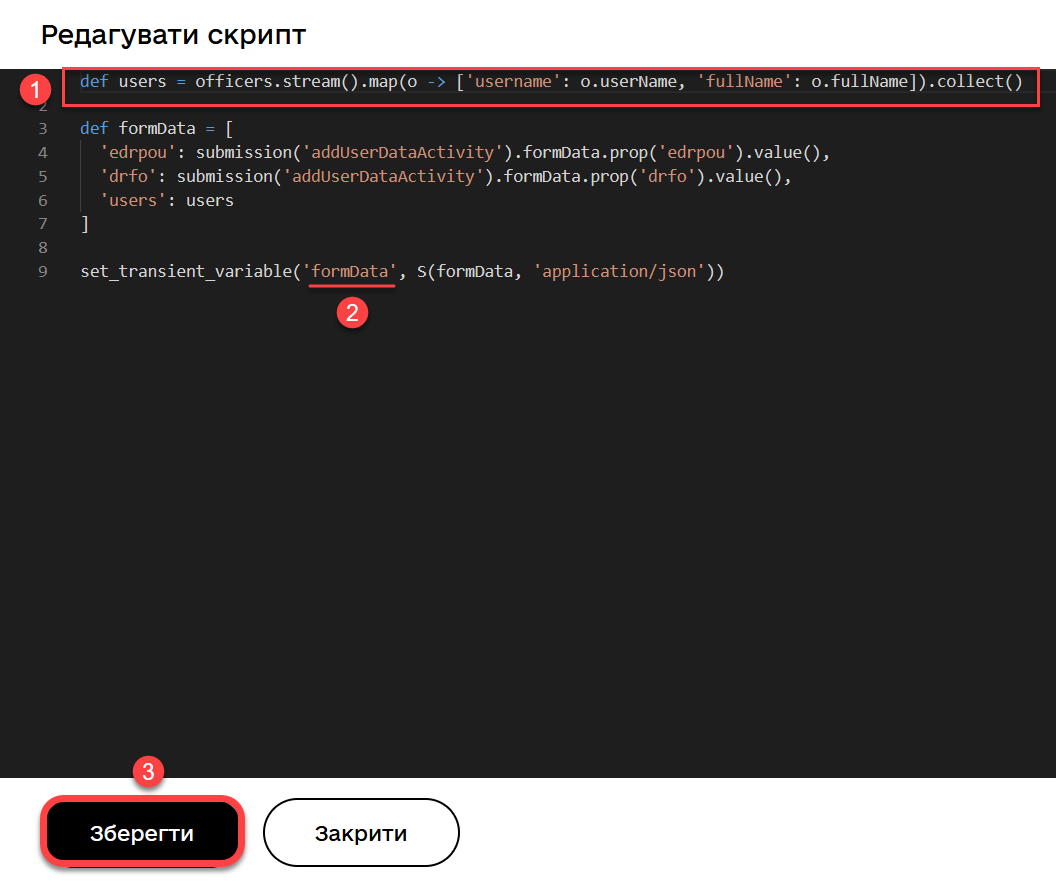 Редагувати скрипт
1 def users = officers.stream().map(o -> ['username': o.userName, 'fullName': o.fullName]).collect()
2
3 def formData = [
4   'edrpou': submission('addUserDataActivity').formData.prop('edrpou').value(),
5   'drfo': submission('addUserDataActivity').formData.prop('drfo').value(),
6   'users': users
7 ]
8
9 set_transient_variable('formData', S(formData, 'application/json'))
2
3
Зберегти Закрити